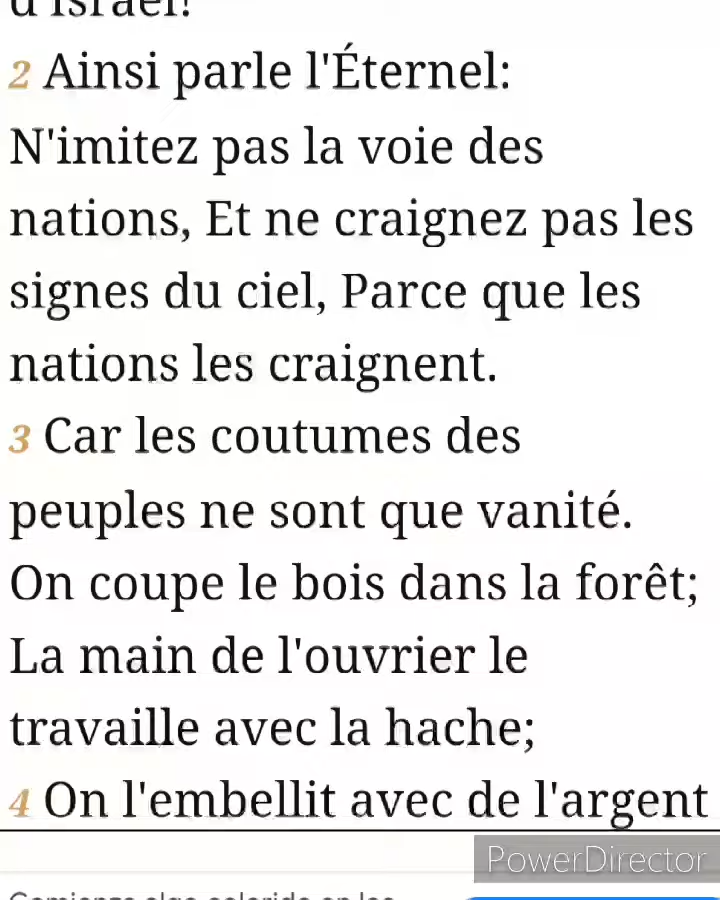 d'Israël!
2 Ainsi parle l'Éternel:
N'imitez pas la voie des
nations, Et ne craignez pas les
signes du ciel, Parce que les
nations les craignent.
3 Car les coutumes des
peuples ne sont que vanité.
On coupe le bois dans la forêt;
La main de l'ouvrier le
travaille avec la hache;
4 On l'embellit avec de l'argent
PowerDirector